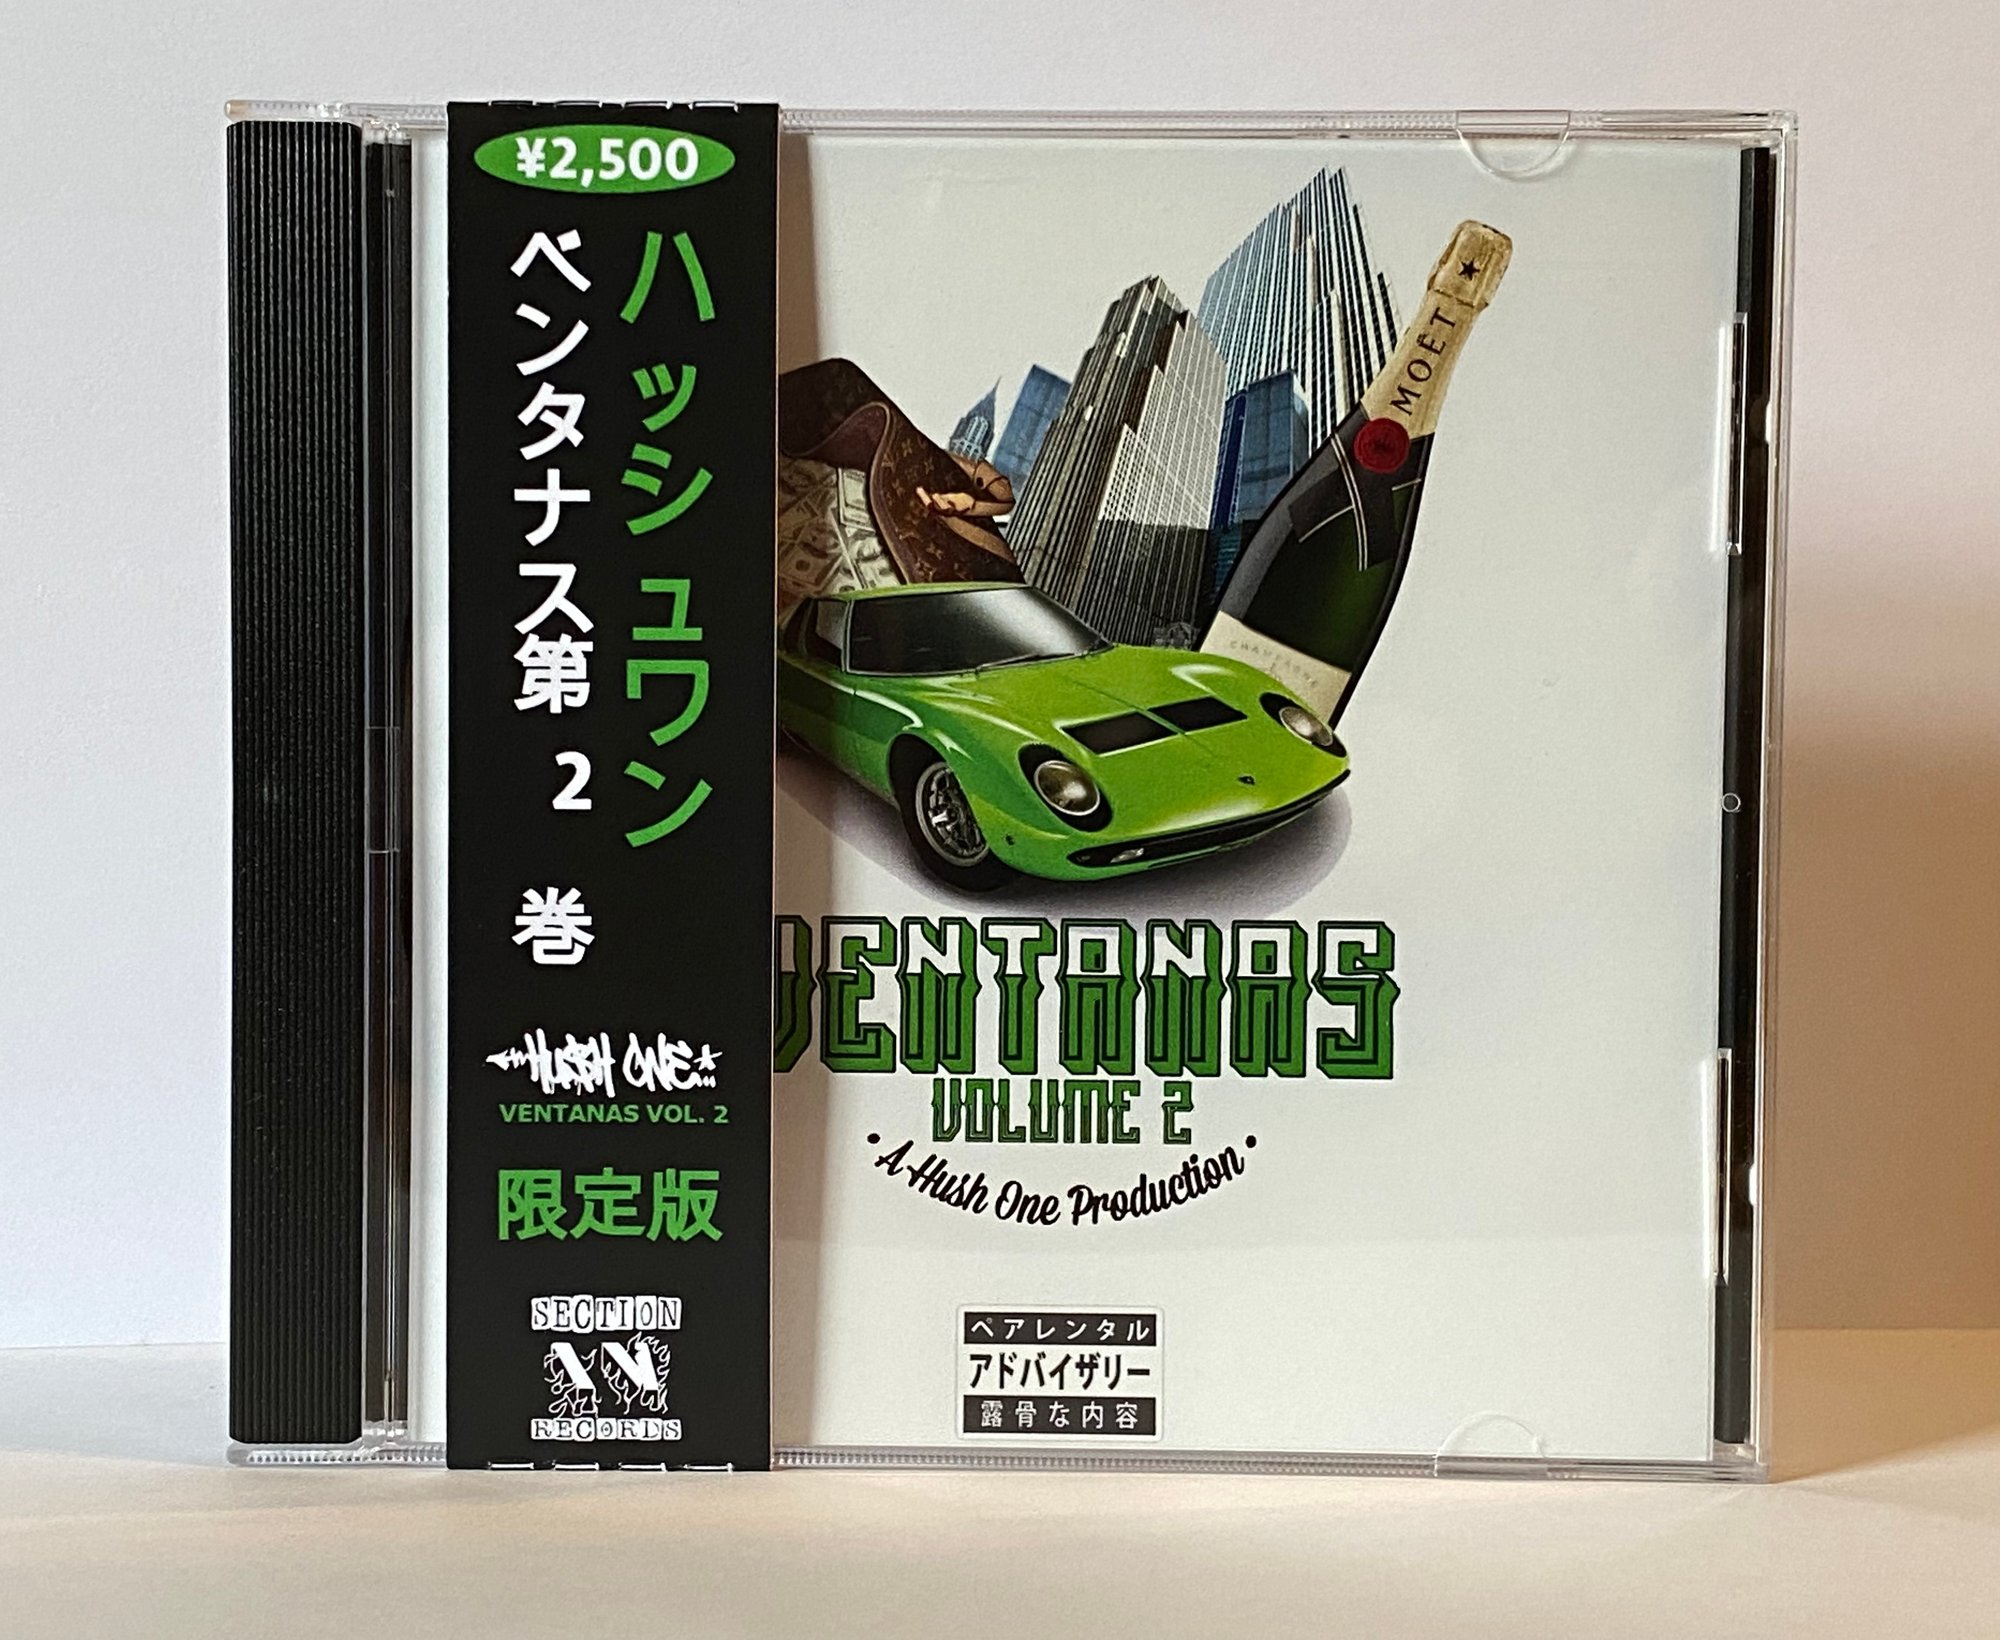 ¥2,500
ハッシュワン
ベンタナス第 2 巻
HU$H ONE
VENTANAS VOL. 2
限定版
SECTION
RECORDS
MOËT
CHAMPAGNE
VENTANAS
VOLUME 2
• A Hush One Production •
ペアレンタル
アドバイザリー
露骨な内容